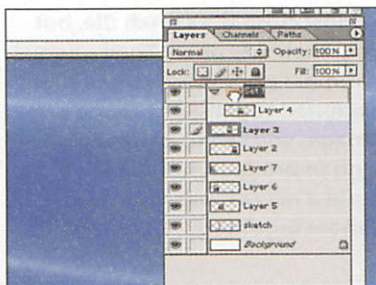 Layers Channels Paths
Normal Opacity: 100%
Lock: Fill: 100%
Layer 4
Layer 3
Layer 2
Layer 7
Layer 6
Layer 5
sketch
Background